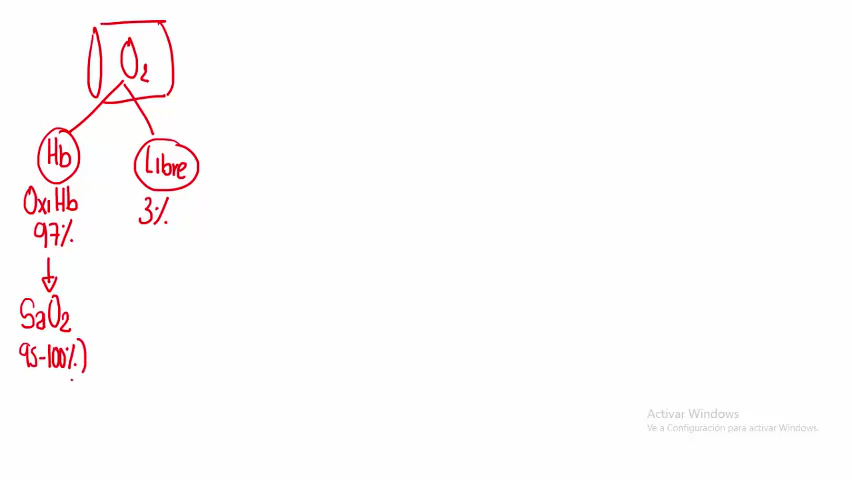 O2
Hb
Libre
OxiHb
97%
3%
SaO2
95-100%)
Activar Windows
Ve a Configuración para activar Windows.